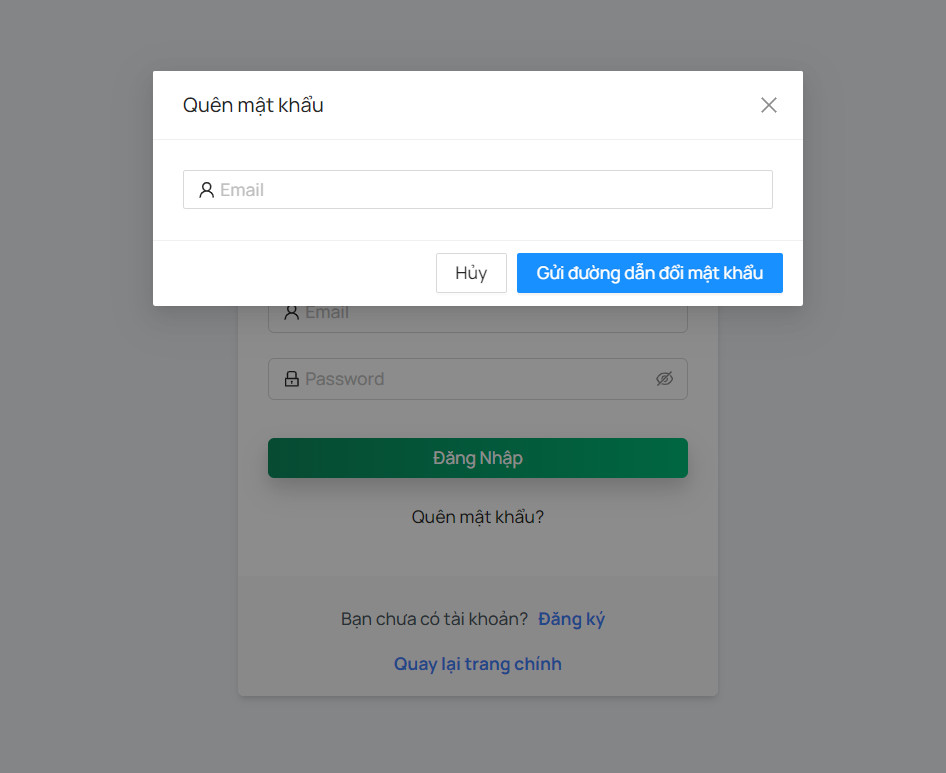 Quên mật khẩu
Email
Hủy
Gửi đường dẫn đổi mật khẩu
Email
Password
Đăng Nhập
Quên mật khẩu?
Bạn chưa có tài khoản? Đăng ký
Quay lại trang chính